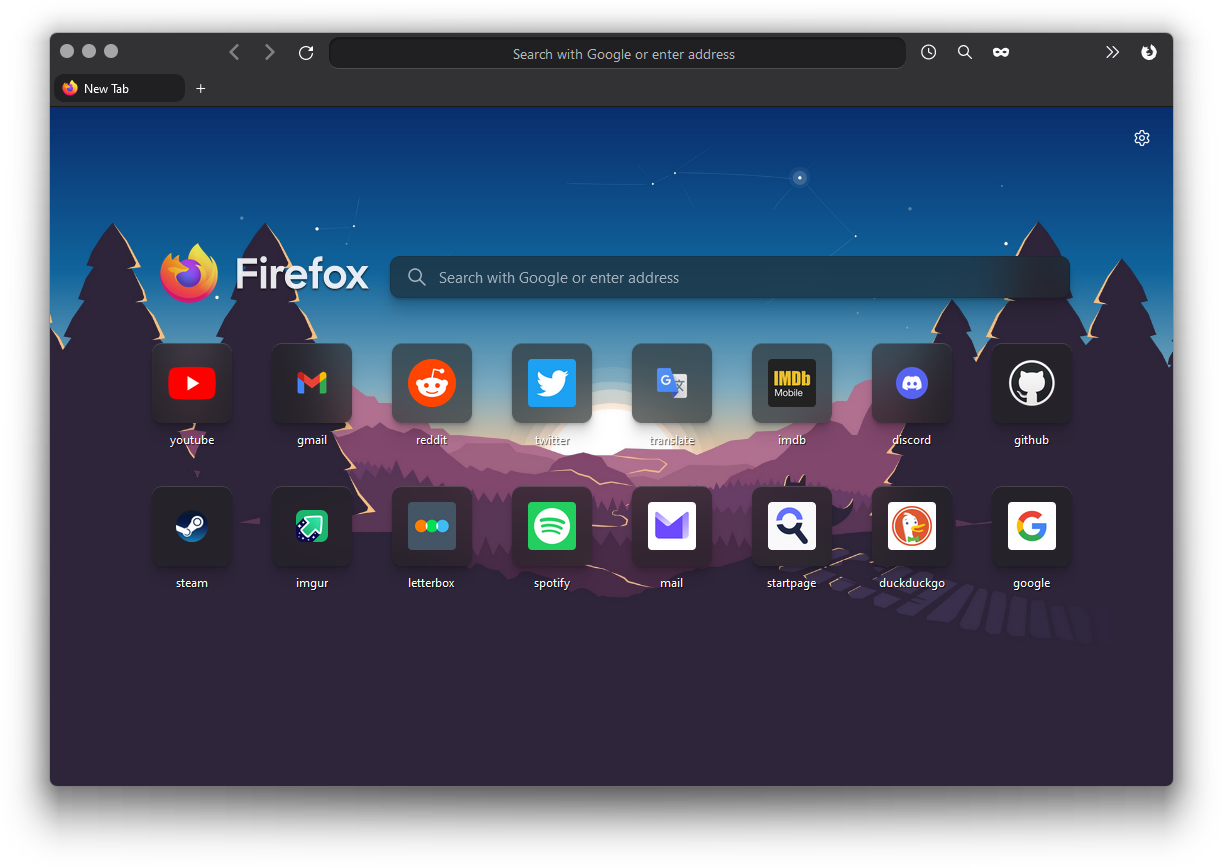 Search with Google or enter address
New Tab
Firefox
Search with Google or enter address
IMDb
Mobile
youtube
gmail
reddit
twitter
translate
imdb
discord
github
steam
imgur
letterbox
spotify
mail
startpage
duckduckgo
google